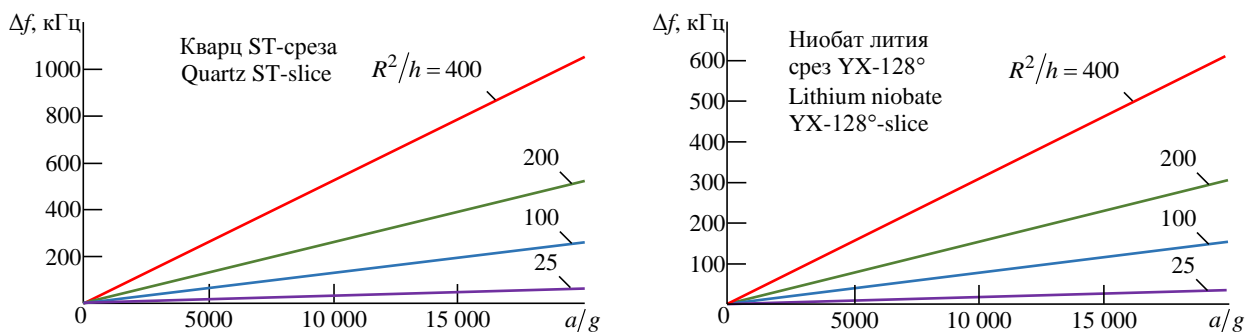 Δf, кГц
Кварц ST-среза
Quartz ST-slice
R²/h = 400
1000
800
600
400
200
200
100
25
0
5000
10 000
15 000
a/g
Δf, кГц
Ниобат лития
срез YX-128°
Lithium niobate
YX-128°-slice
R²/h = 400
600
500
400
300
200
100
200
100
25
0
5000
10 000
15 000
a/g